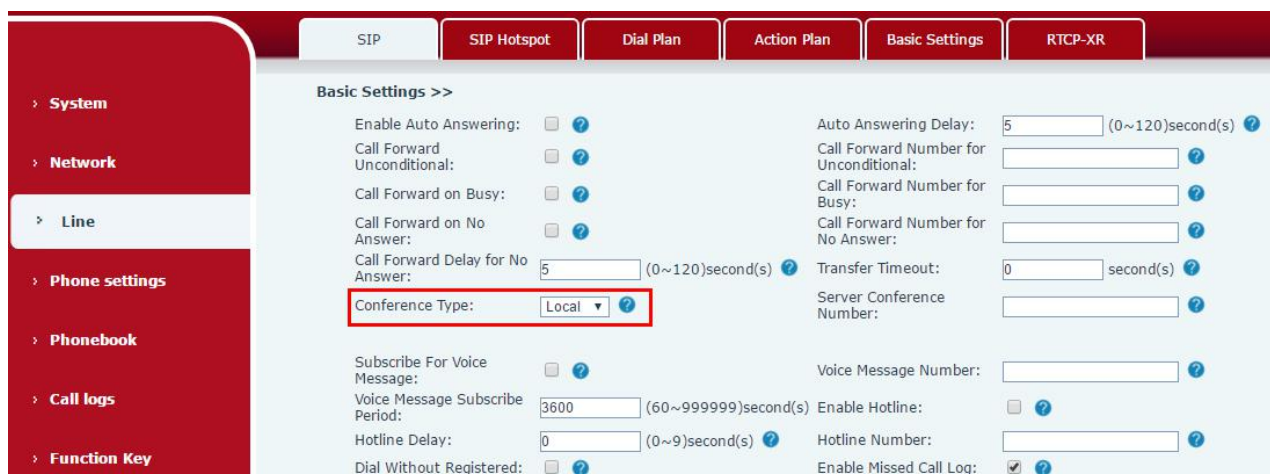 SIP
SIP Hotspot
Dial Plan
Action Plan
Basic Settings
RTCP-XR
› System
› Network
› Line
› Phone settings
› Phonebook
› Call logs
› Function Key
Basic Settings >>
Enable Auto Answering:
Auto Answering Delay: 5 (0~120)second(s)
Call Forward
Unconditional:
Call Forward Number for
Unconditional:
Call Forward on Busy:
Call Forward Number for
Busy:
Call Forward on No
Answer:
Call Forward Number for
No Answer:
Call Forward Delay for No
Answer: 5 (0~120)second(s)
Transfer Timeout: 0 second(s)
Conference Type: Local
Server Conference
Number:
Subscribe For Voice
Message:
Voice Message Number:
Voice Message Subscribe
Period: 3600 (60~999999)second(s)
Enable Hotline:
Hotline Delay: 0 (0~9)second(s)
Hotline Number:
Dial Without Registered:
Enable Missed Call Log: